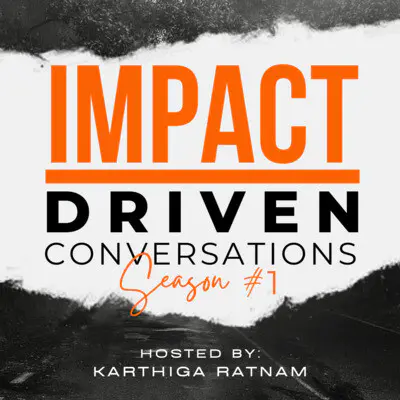 IMPACT
DRIVEN
CONVERSATIONS
Season #1
HOSTED BY:
KARTHIGA RATNAM